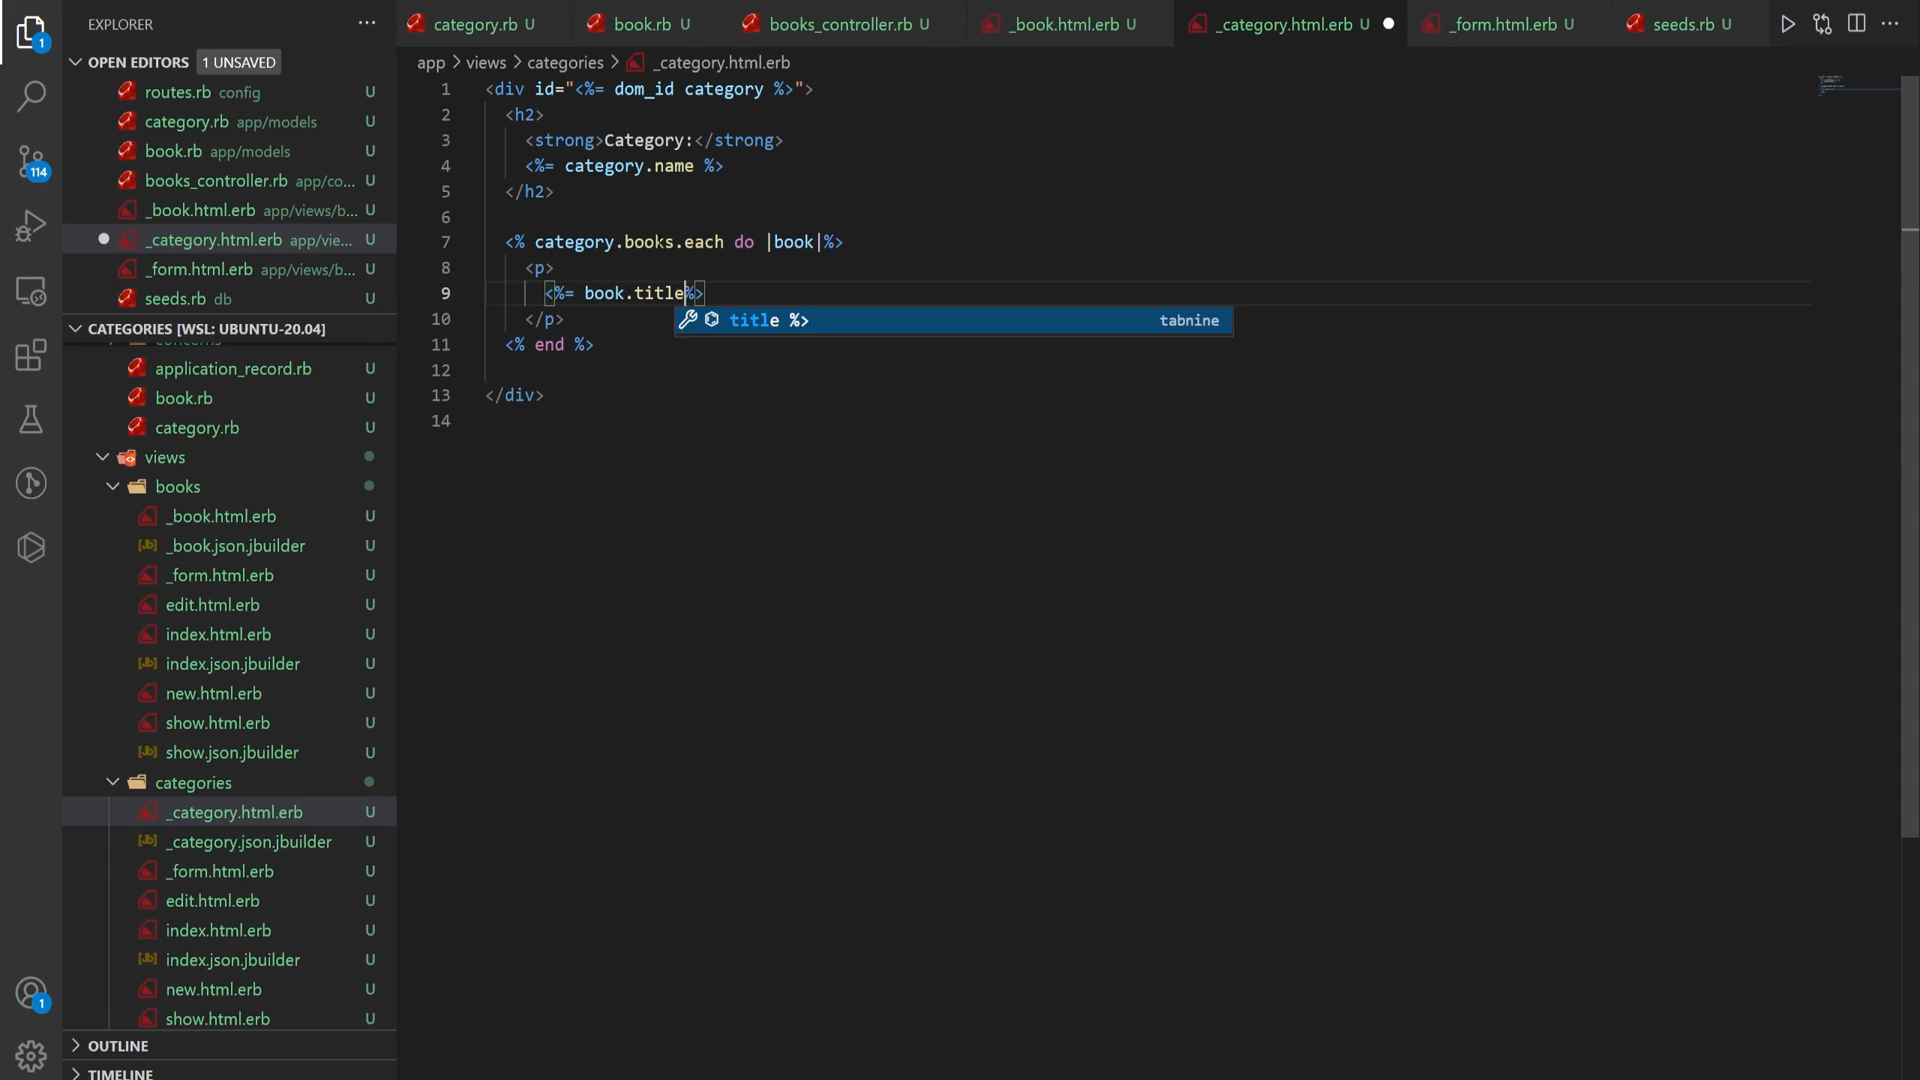 EXPLORER
OPEN EDITORS 1 UNSAVED
routes.rb config U
category.rb app/models U
book.rb app/models U
books_controller.rb app/co... U
_book.html.erb app/views/b... U
_category.html.erb app/vie... U
_form.html.erb app/views/b... U
seeds.rb db U
CATEGORIES [WSL: UBUNTU-20.04]
concerns
application_record.rb U
book.rb U
category.rb U
views
books
_book.html.erb U
_book.json.jbuilder U
_form.html.erb U
edit.html.erb U
index.html.erb U
index.json.jbuilder U
new.html.erb U
show.html.erb U
show.json.jbuilder U
categories
_category.html.erb U
_category.json.jbuilder U
_form.html.erb U
edit.html.erb U
index.html.erb U
index.json.jbuilder U
new.html.erb U
show.html.erb U
OUTLINE
TIMELINE
1
114
1
category.rb U book.rb U books_controller.rb U _book.html.erb U _category.html.erb U _form.html.erb U seeds.rb U
app > views > categories > _category.html.erb
1 <div id="<%= dom_id category %>">
2 <h2>
3 <strong>Category:</strong>
4 <%= category.name %>
5 </h2>
6
7 <% category.books.each do |book|%>
8 <p>
9 <%= book.title%>
title %> tabnine
10 </p>
11 <% end %>
12
13 </div>
14